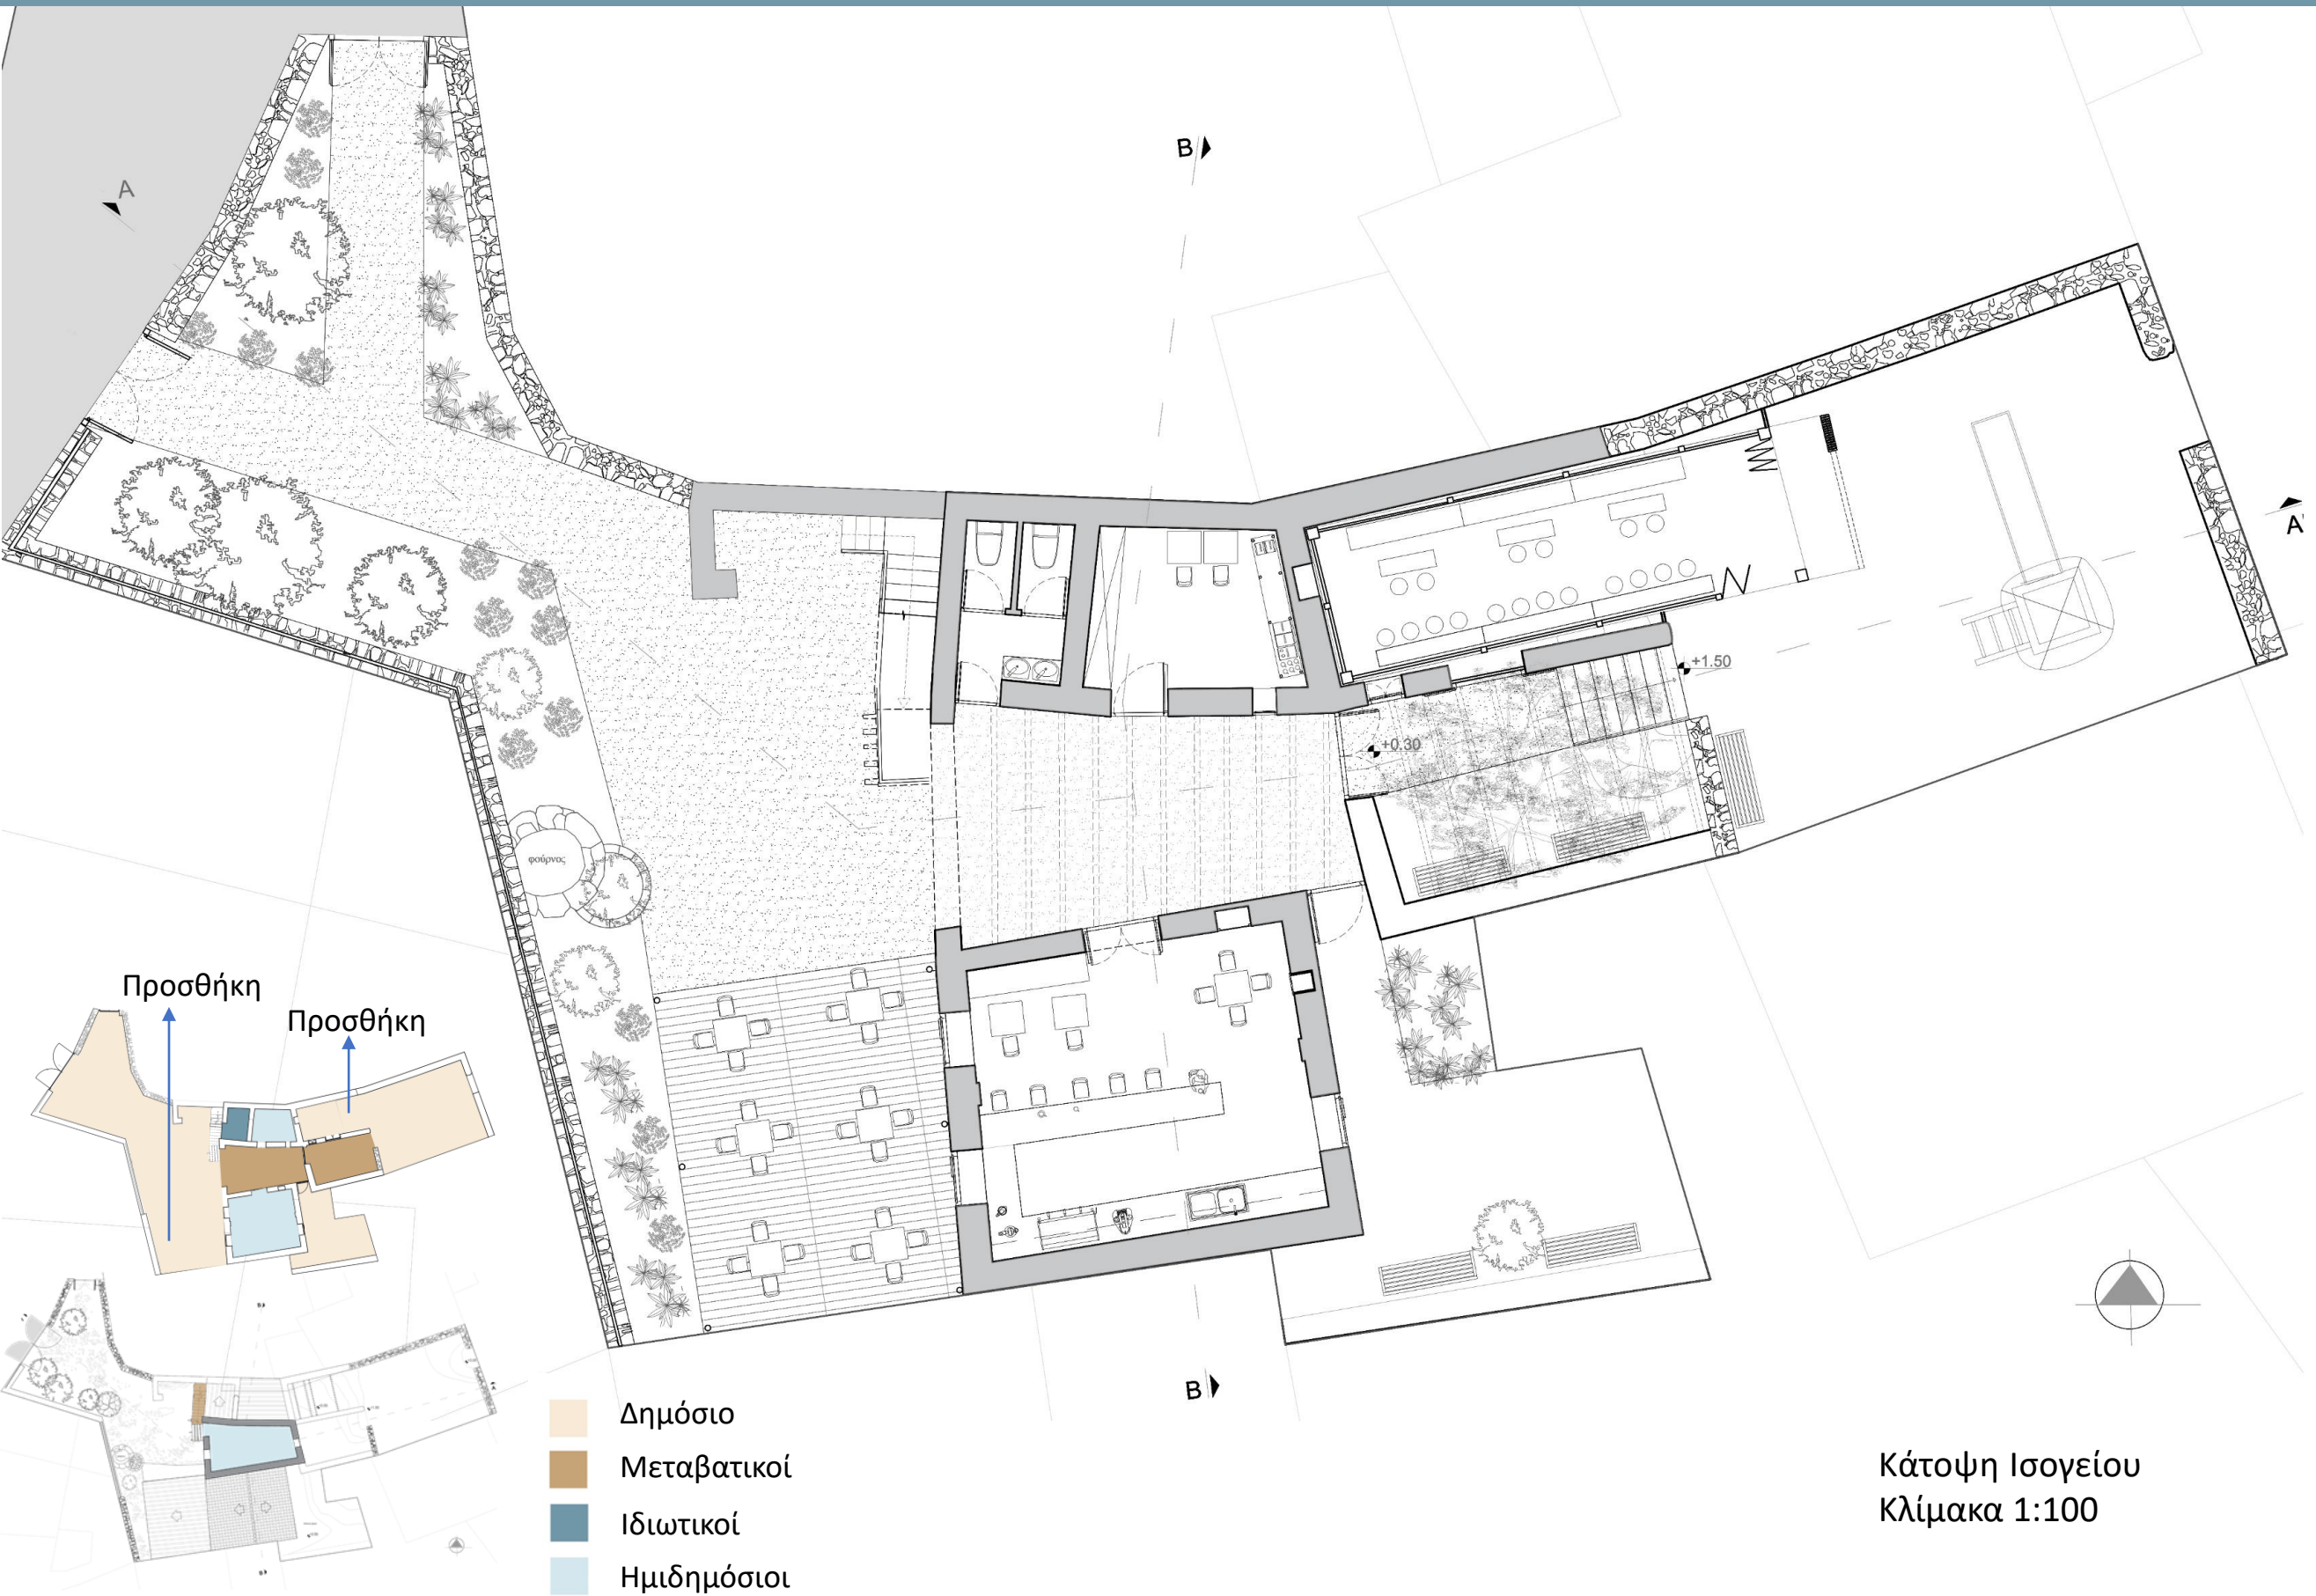 A
B
A'
+1.50
+0.30
φούρνος
Προσθήκη
Προσθήκη
B
Δημόσιο
Μεταβατικοί
Ιδιωτικοί
Ημιδημόσιοι
Κάτοψη Ισογείου
Κλίμακα 1:100